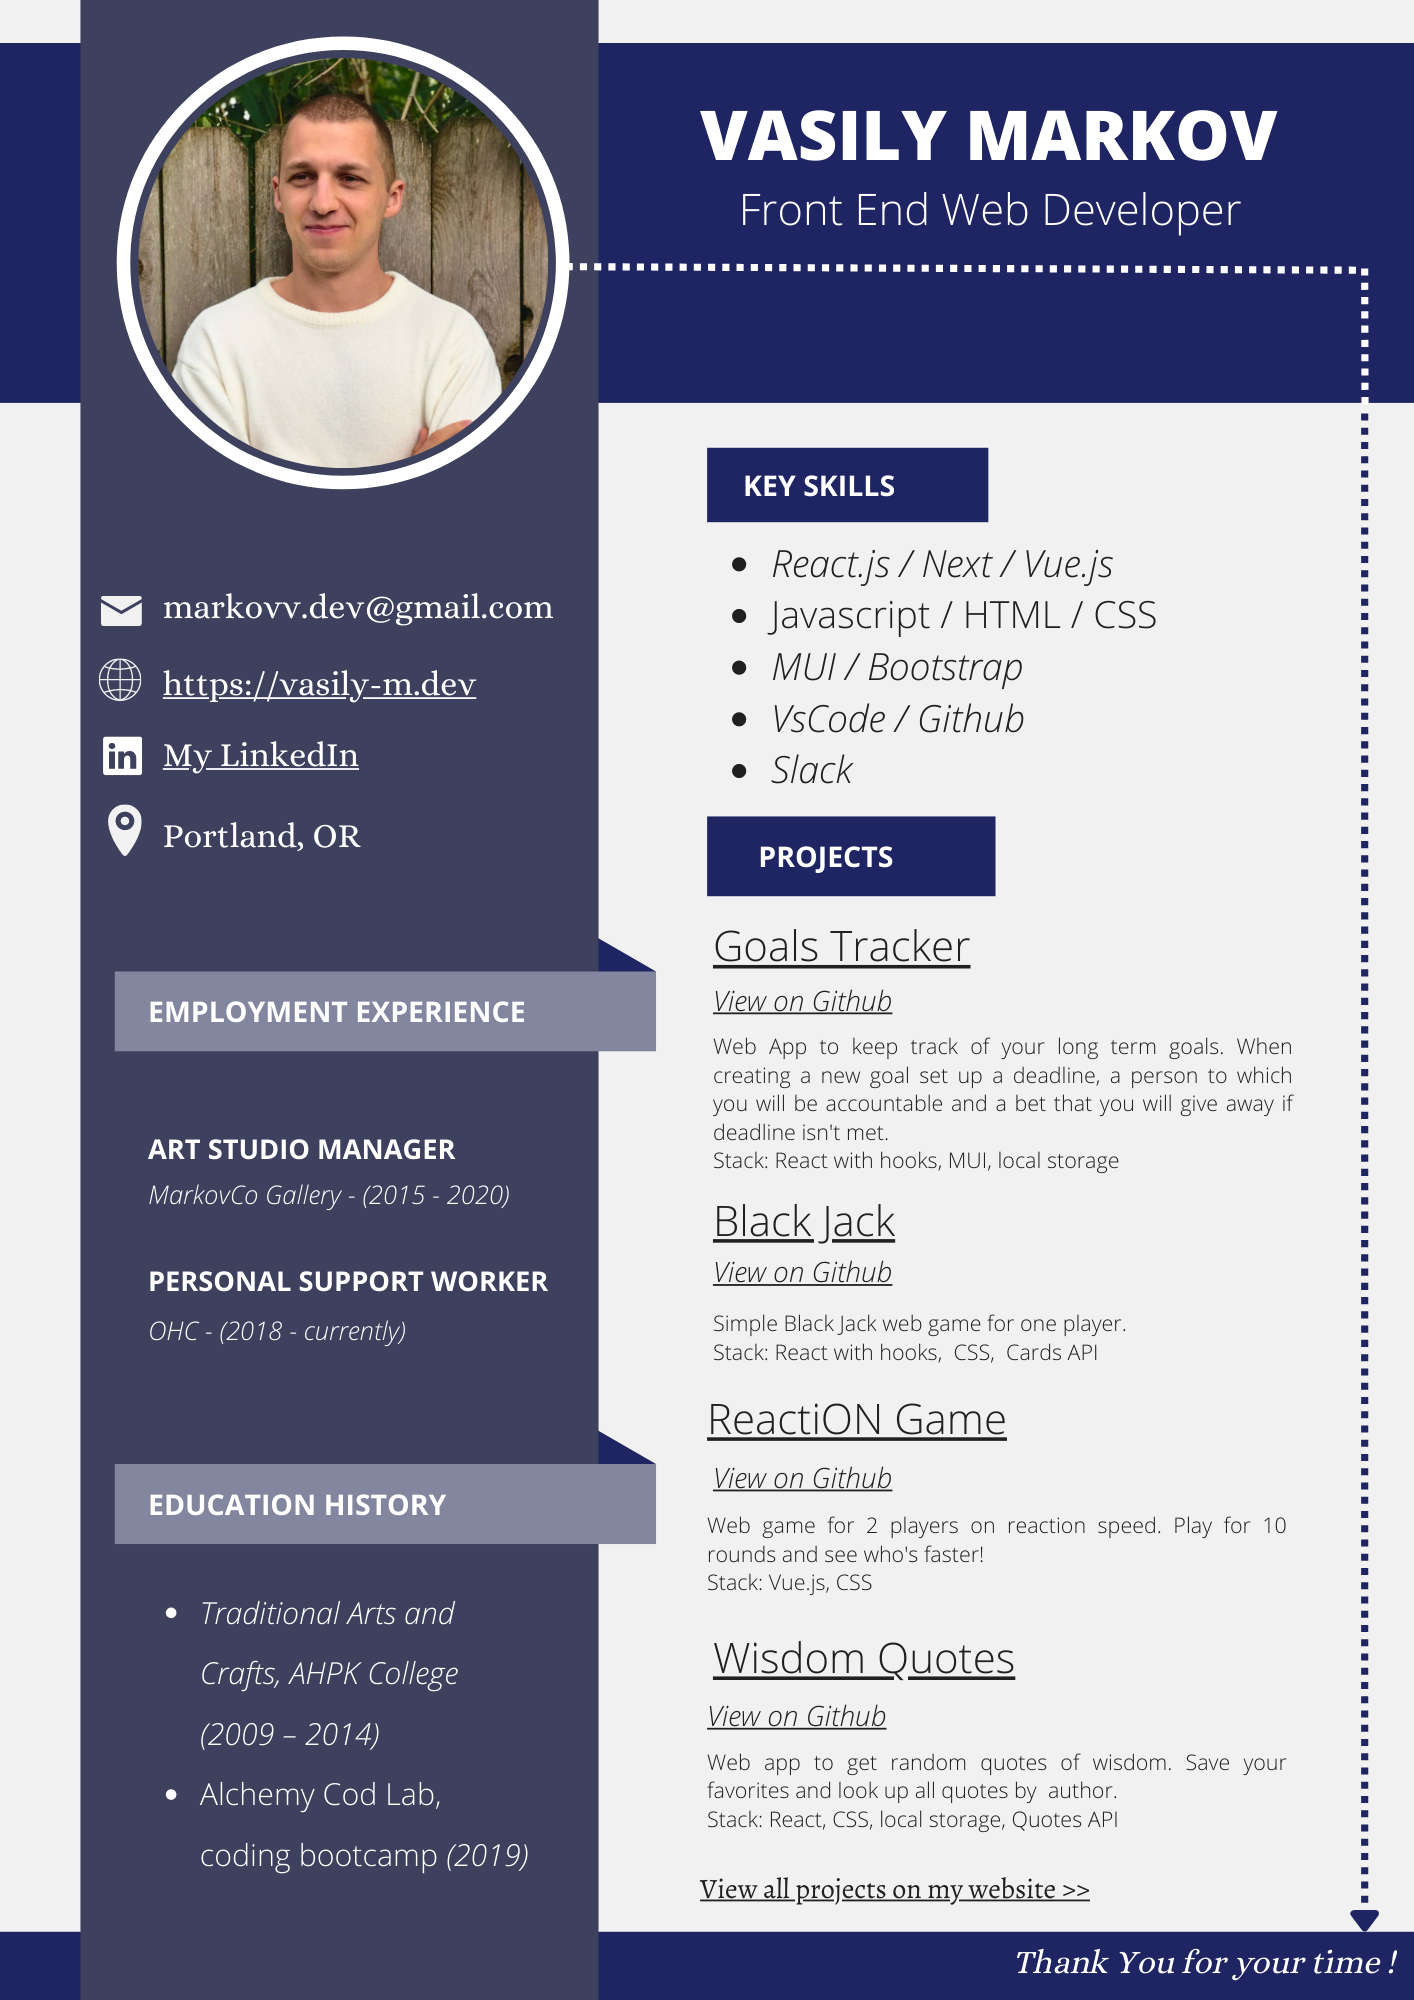 VASILY MARKOV
Front End Web Developer
markovv.dev@gmail.com
https://vasily-m.dev
in My LinkedIn
Portland, OR
EMPLOYMENT EXPERIENCE
ART STUDIO MANAGER
MarkovCo Gallery - (2015 - 2020)
PERSONAL SUPPORT WORKER
OHC - (2018 - currently)
EDUCATION HISTORY
• Traditional Arts and
Crafts, AHPK College
(2009 – 2014)
• Alchemy Cod Lab,
coding bootcamp (2019)
KEY SKILLS
• React.js / Next / Vue.js
• Javascript / HTML / CSS
• MUI / Bootstrap
• VsCode / Github
• Slack
PROJECTS
Goals Tracker
View on Github
Web App to keep track of your long term goals. When
creating a new goal set up a deadline, a person to which
you will be accountable and a bet that you will give away if
deadline isn't met.
Stack: React with hooks, MUI, local storage
Black Jack
View on Github
Simple Black Jack web game for one player.
Stack: React with hooks, CSS, Cards API
ReactiON Game
View on Github
Web game for 2 players on reaction speed. Play for 10
rounds and see who's faster!
Stack: Vue.js, CSS
Wisdom Quotes
View on Github
Web app to get random quotes of wisdom. Save your
favorites and look up all quotes by author.
Stack: React, CSS, local storage, Quotes API
View all projects on my website >>
Thank You for your time !